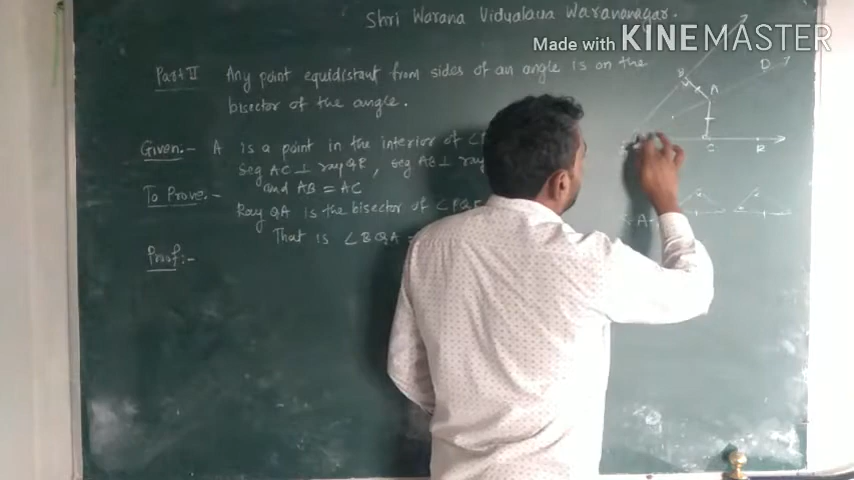 Shri Warana Vidyalaya Warananagar.
Made with KINEMASTER
Part II Any point equidistant from sides of an angle is on the
bisector of the angle.
Given:- A is a point in the interior of
seg AC ⊥ ray QR, seg AB ⊥ ray
and AB = AC
To Prove:-
Ray QA is the bisector of ∠PQR
That is ∠BQA =
Proof:-
B
A
D
C
R